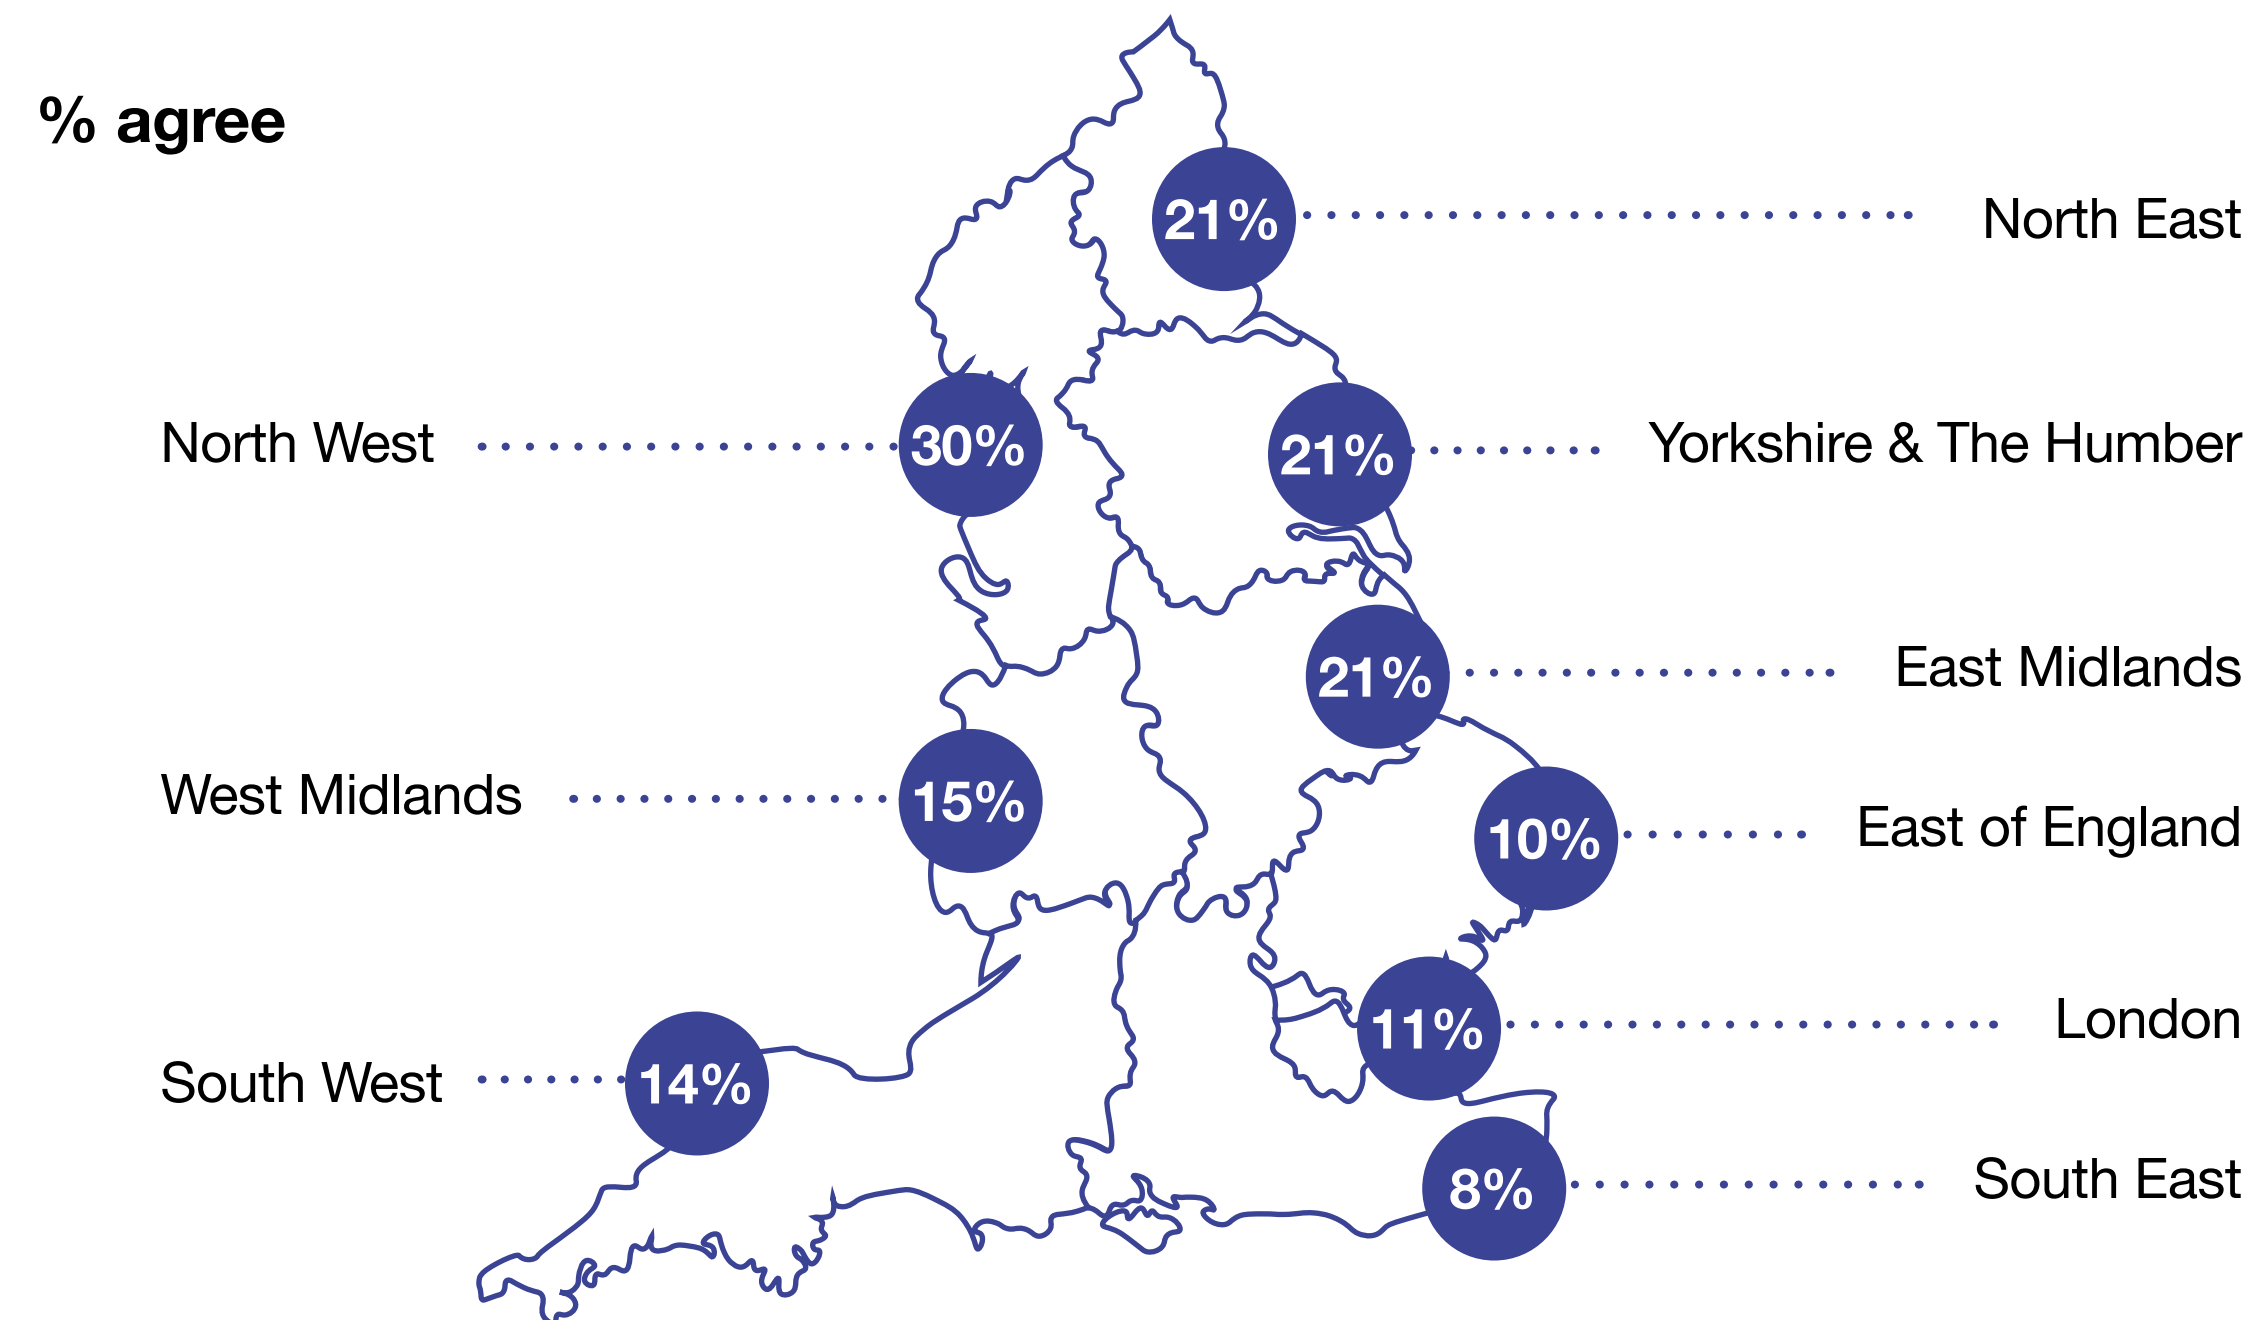 % agree
21%
North East
North West
30%
21%
Yorkshire & The Humber
21%
East Midlands
West Midlands
15%
10%
East of England
11%
London
South West
14%
8%
South East